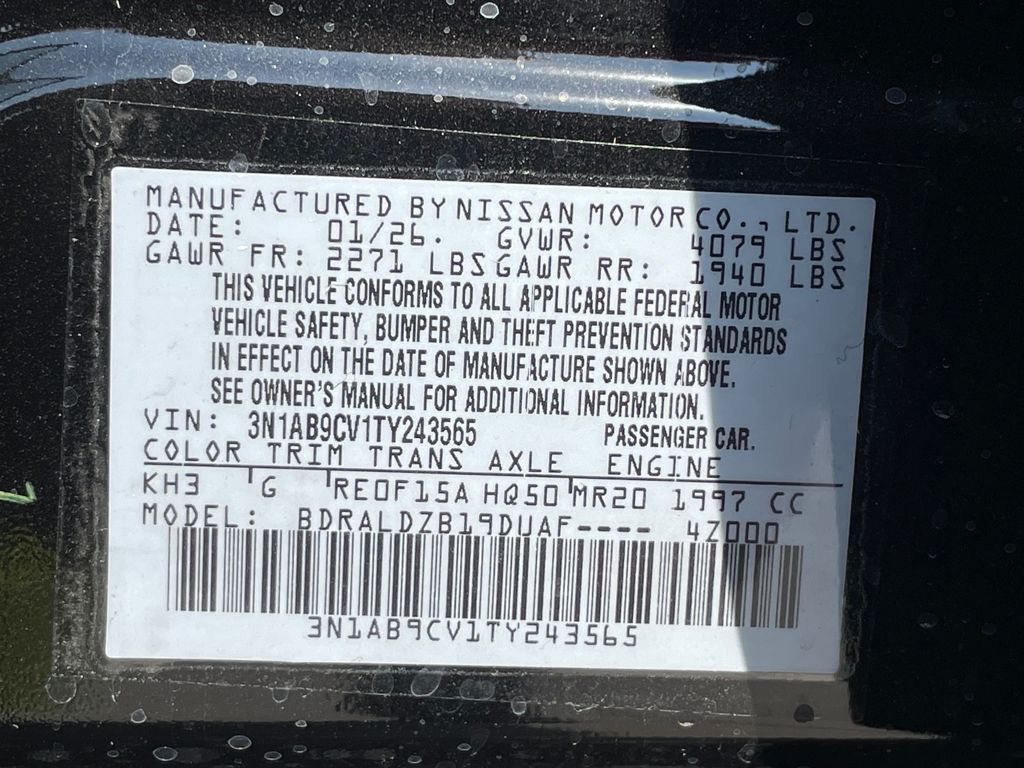 MANUFACTURED BY NISSAN MOTOR CO., LTD.
DATE: 01/26. GVWR: 4079 LBS
GAWR FR: 2271 LBS GAWR RR: 1940 LBS
THIS VEHICLE CONFORMS TO ALL APPLICABLE FEDERAL MOTOR
VEHICLE SAFETY, BUMPER AND THEFT PREVENTION STANDARDS
IN EFFECT ON THE DATE OF MANUFACTURE SHOWN ABOVE.
SEE OWNER'S MANUAL FOR ADDITIONAL INFORMATION.
VIN: 3N1AB9CV1TY243565 PASSENGER CAR.
COLOR TRIM TRANS AXLE ENGINE
KH3 G RE0F15A HQ50 MR20 1997 CC
MODEL: BDRALDZB19DUAF---- 4Z000
3N1AB9CV1TY243565